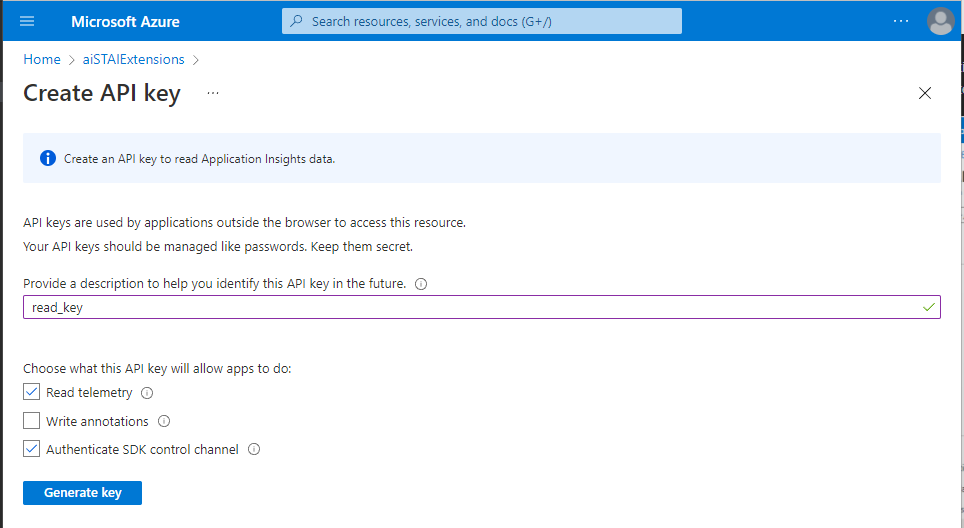 Microsoft Azure
Search resources, services, and docs (G+/)
Home > aiSTAIExtensions >
Create API key ...
Create an API key to read Application Insights data.
API keys are used by applications outside the browser to access this resource.
Your API keys should be managed like passwords. Keep them secret.
Provide a description to help you identify this API key in the future.
read_key
Choose what this API key will allow apps to do:
Read telemetry
Write annotations
Authenticate SDK control channel
Generate key